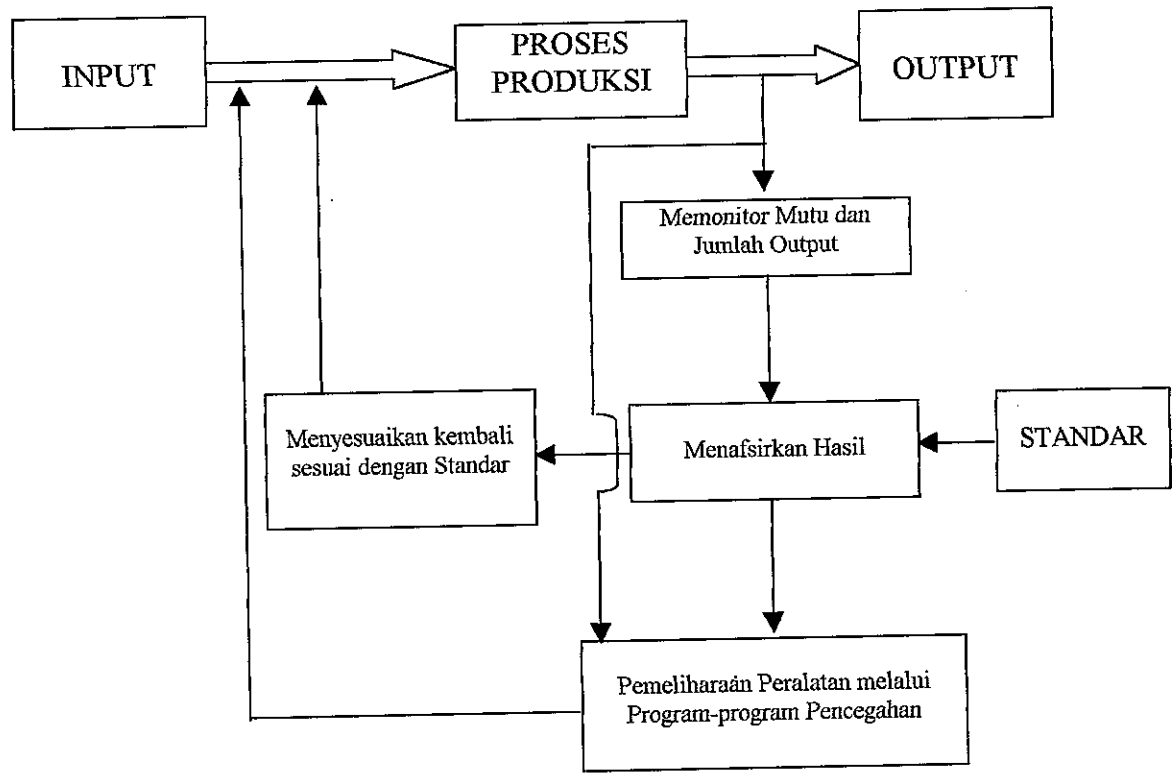 INPUT
PROSES
PRODUKSI
OUTPUT
Memonitor Mutu dan
Jumlah Output
Menyesuaikan kembali
sesuai dengan Standar
Menafsirkan Hasil
STANDAR
Pemeliharaán Peralatan melalui
Program-program Pencegahan